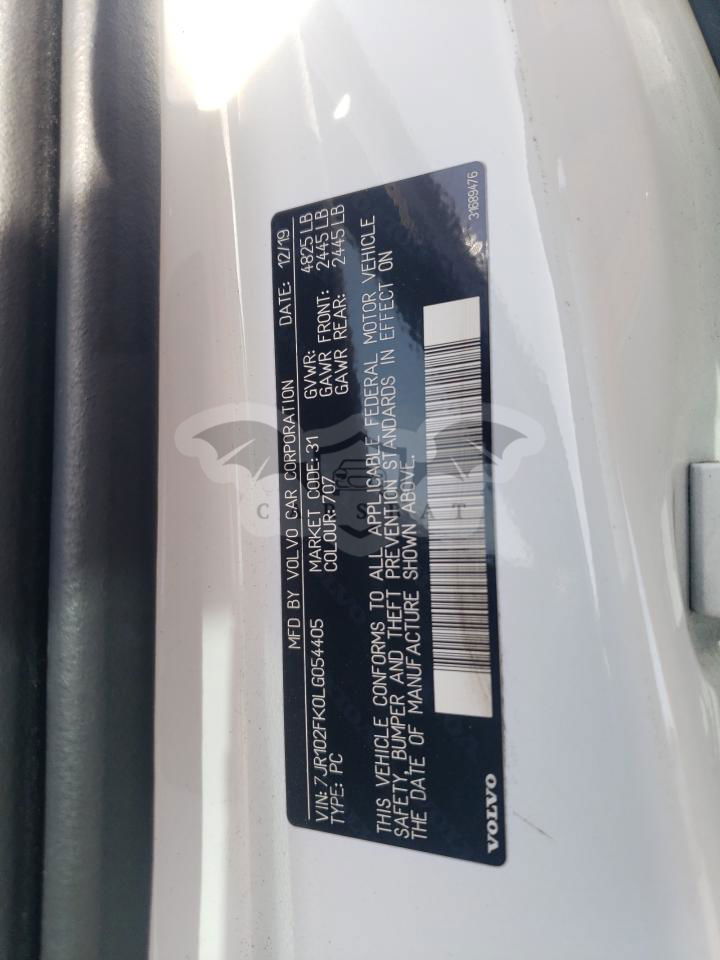 MFD BY VOLVO CAR CORPORATION DATE: 12/19
VIN: 7JR102FK0LG054405 MARKET CODE: 31 GVWR: 4825 LB
TYPE: PC COLOUR: 707 GAWR FRONT: 2445 LB
GAWR REAR: 2445 LB
THIS VEHICLE CONFORMS TO ALL APPLICABLE FEDERAL MOTOR VEHICLE
SAFETY, BUMPER AND THEFT PREVENTION STANDARDS IN EFFECT ON
THE DATE OF MANUFACTURE SHOWN ABOVE.
VOLVO
31689476